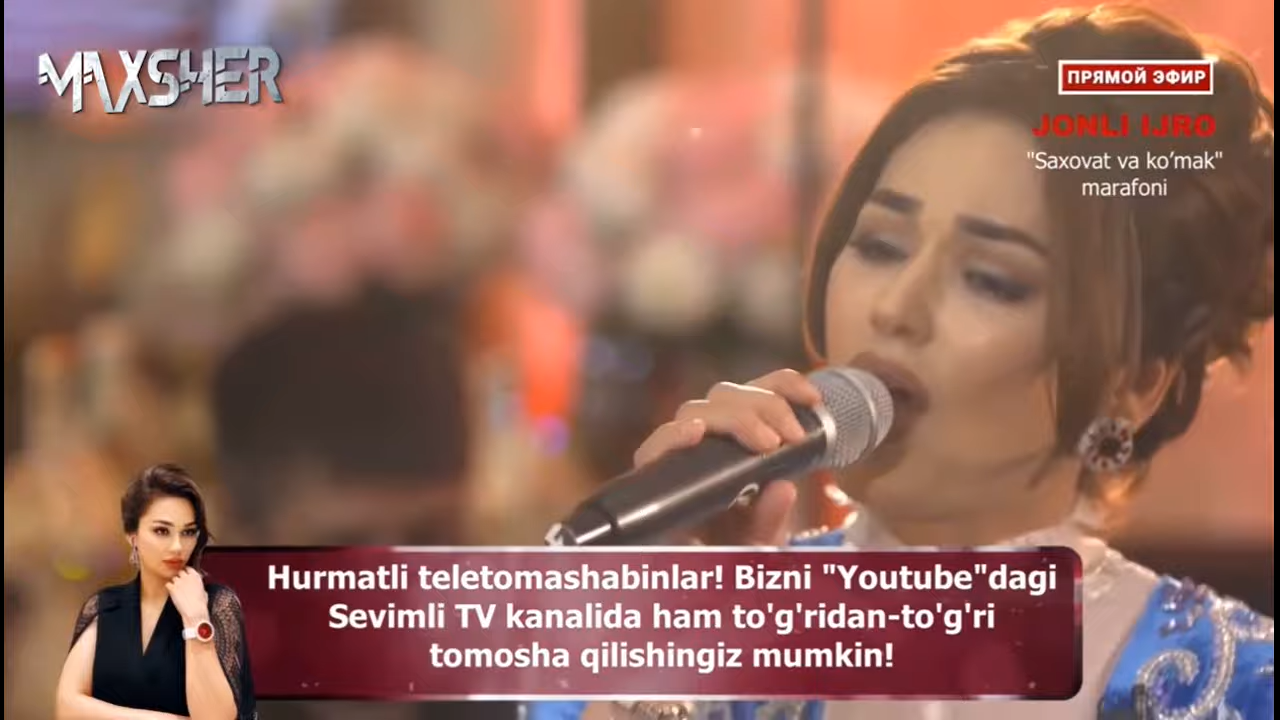 MAXSHER
ПРЯМОЙ ЭФИР
JONLI IJRO
"Saxovat va ko’mak"
marafoni
Hurmatli teletomashabinlar! Bizni "Youtube"dagi
Sevimli TV kanalida ham to'g'ridan-to'g'ri
tomosha qilishingiz mumkin!